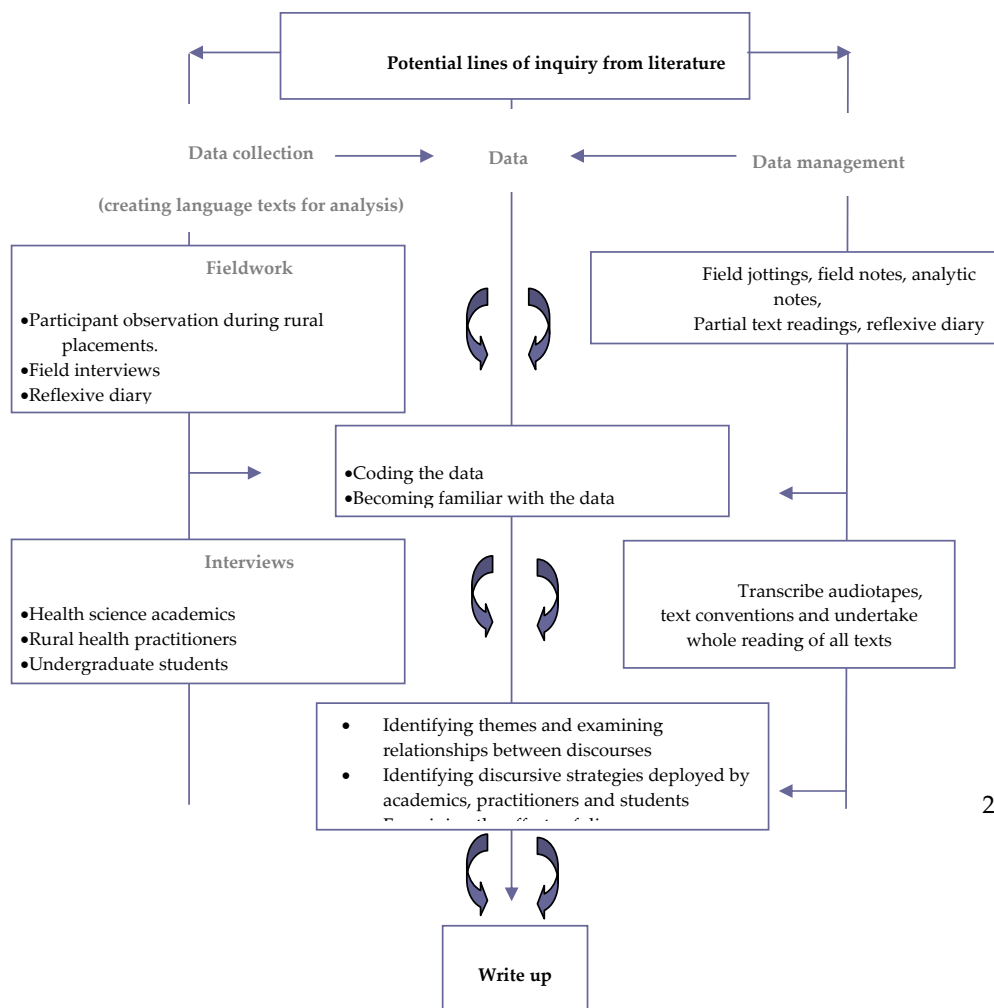 Potential lines of inquiry from literature
Data collection
Data
Data management
(creating language texts for analysis)
Fieldwork
•Participant observation during rural
placements.
•Field interviews
•Reflexive diary
Field jottings, field notes, analytic
notes,
Partial text readings, reflexive diary
•Coding the data
•Becoming familiar with the data
Interviews
•Health science academics
•Rural health practitioners
•Undergraduate students
Transcribe audiotapes,
text conventions and undertake
whole reading of all texts
• Identifying themes and examining
relationships between discourses
• Identifying discursive strategies deployed by
academics, practitioners and students
2
Write up